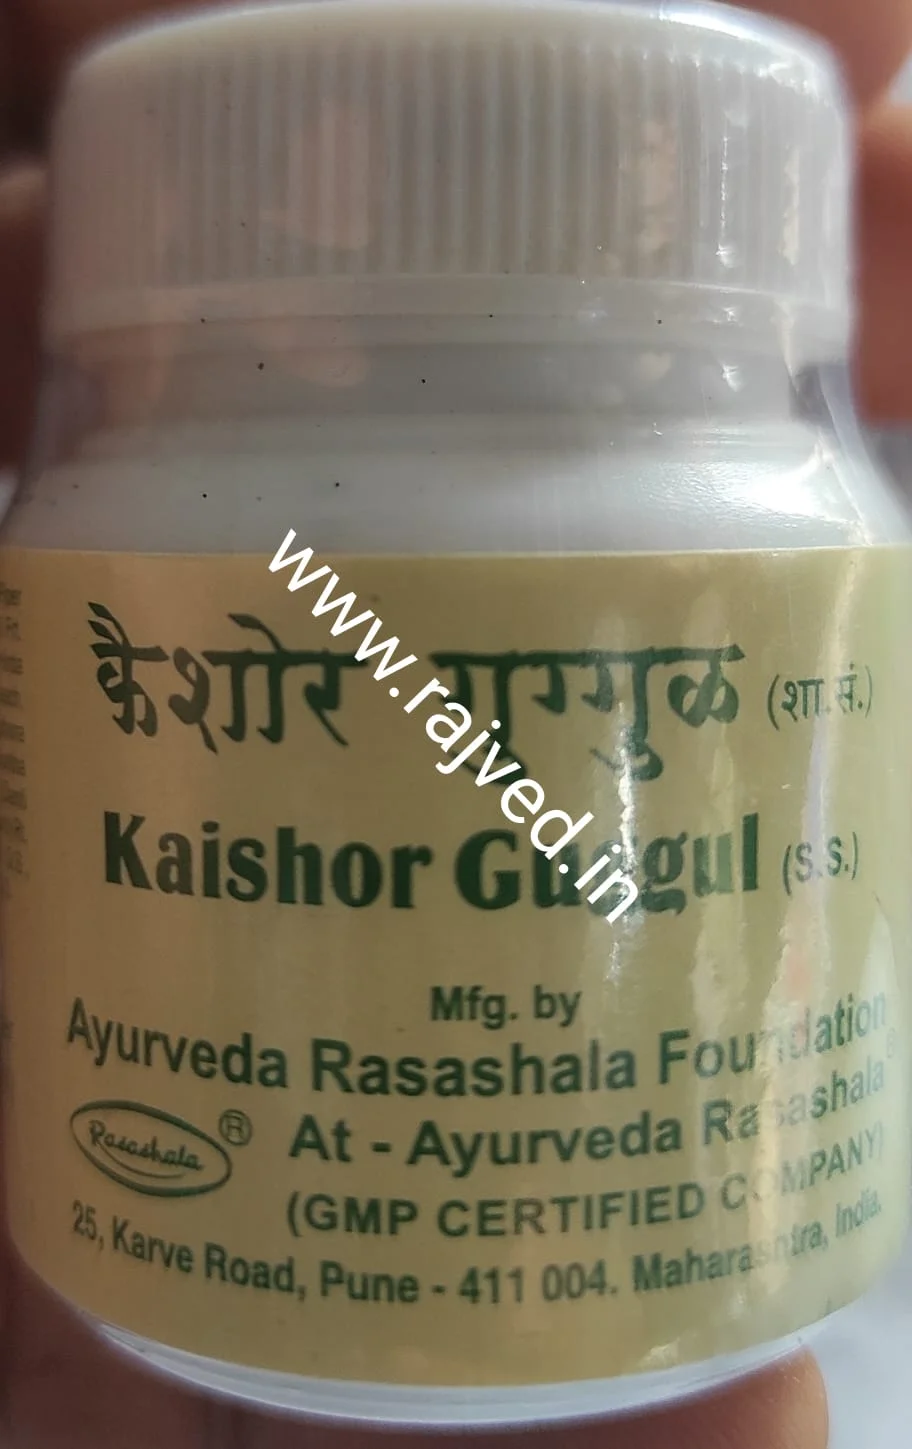 कैशोर गुग्गुळ (शा.सं.)
Kaishor Guggul (S.S.)
www.rajved.in
Mfg. by
Ayurveda Rasashala Foundation
At - Ayurveda Rasashala®
Rasashala ®
(GMP CERTIFIED COMPANY)
25, Karve Road, Pune - 411 004. Maharashtra, India.